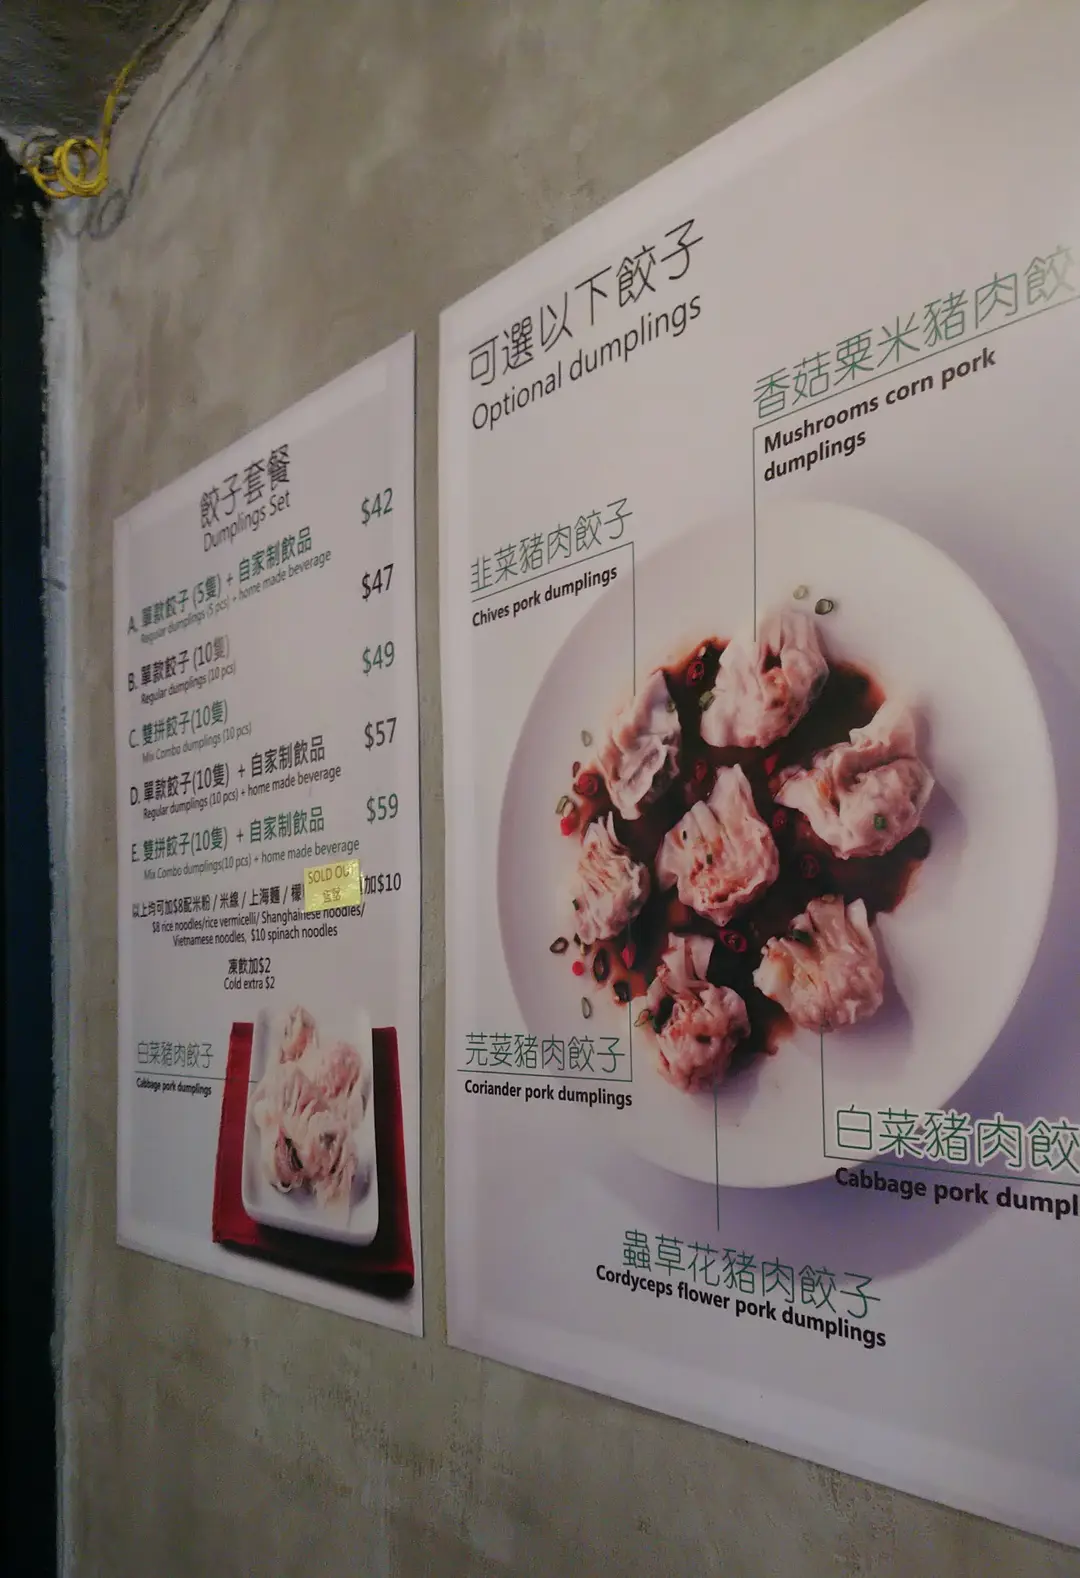 餃子套餐
Dumplings Set
A. 單款餃子 (5隻) + 自家制飲品 $42
Regular dumplings (5 pcs) + home made beverage
B. 單款餃子 (10隻) $47
Regular dumplings (10 pcs)
C. 雙拼餃子(10隻) $49
Mix Combo dumplings (10 pcs)
D. 單款餃子(10隻) + 自家制飲品 $57
Regular dumplings (10 pcs) + home made beverage
E. 雙拼餃子(10隻) + 自家制飲品 $59
Mix Combo dumplings(10 pcs) + home made beverage
以上均可加$8配米粉 / 米線 / 上海麵 / 檬 加$10
SOLD OUT
售罄
$8 rice noodles/rice vermicelli/ Shanghainese noodles/
Vietnamese noodles, $10 spinach noodles
凍飲加$2
Cold extra $2
白菜豬肉餃子
Cabbage pork dumplings
可選以下餃子
Optional dumplings
香菇粟米豬肉餃
Mushrooms corn pork
dumplings
韭菜豬肉餃子
Chives pork dumplings
芫荽豬肉餃子
Coriander pork dumplings
白菜豬肉餃
Cabbage pork dumpl
蟲草花豬肉餃子
Cordyceps flower pork dumplings